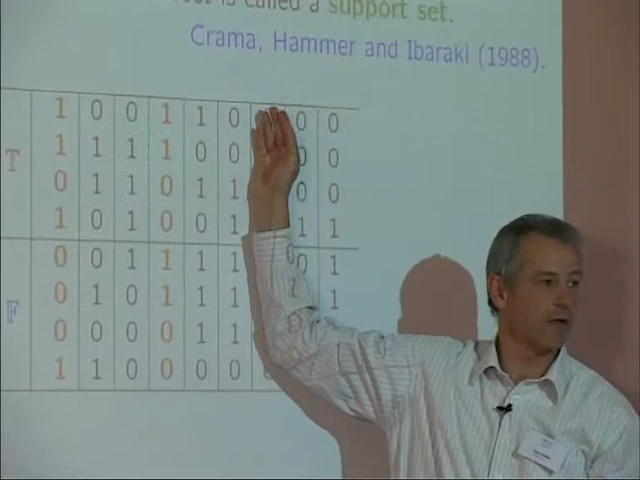 is called a support set.
Crama, Hammer and Ibaraki (1988).
1 0 0 1 1 0 0 0
T 1 1 1 1 0 0 0 0
0 1 1 0 1 1 0 0
1 0 1 0 0 1 1 1
0 0 1 1 1 1 0 1
F 0 1 0 1 1 1 1 1
0 0 0 0 1 1
1 1 0 0 0 0